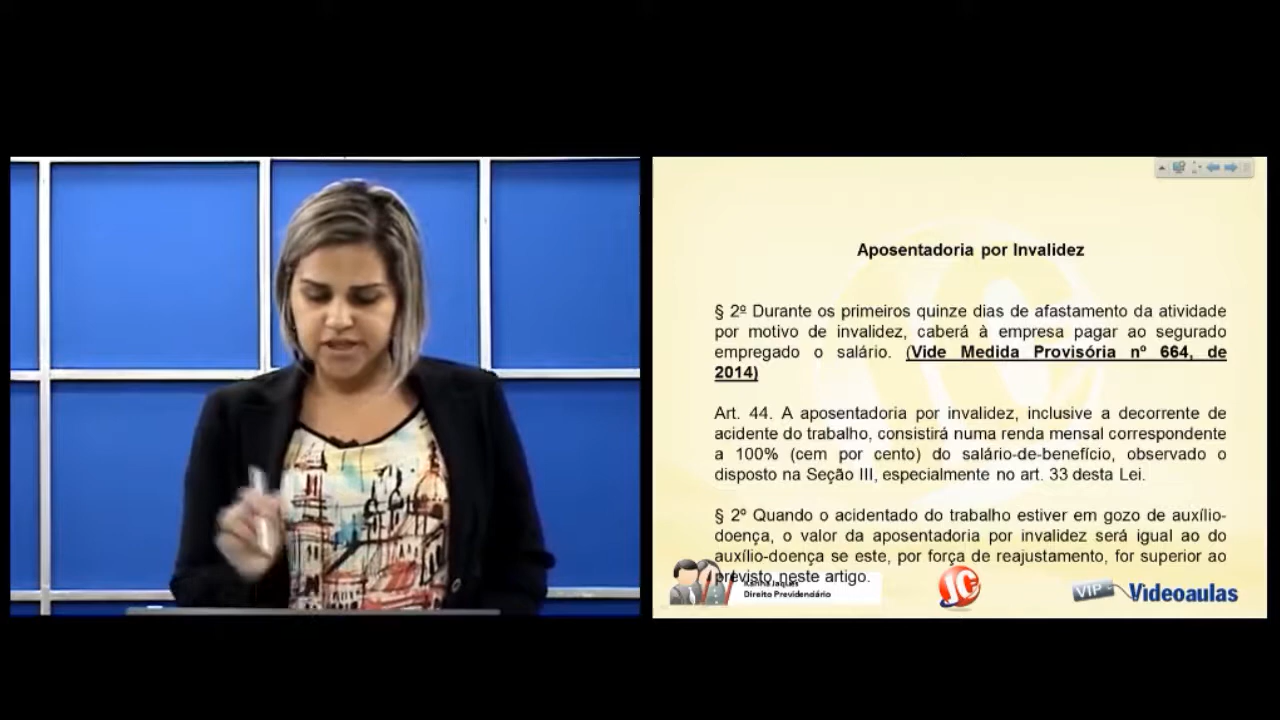 Aposentadoria por Invalidez
§ 2º Durante os primeiros quinze dias de afastamento da atividade
por motivo de invalidez, caberá à empresa pagar ao segurado
empregado o salário. (Vide Medida Provisória nº 664, de
2014)
Art. 44. A aposentadoria por invalidez, inclusive a decorrente de
acidente do trabalho, consistirá numa renda mensal correspondente
a 100% (cem por cento) do salário-de-benefício, observado o
disposto na Seção III, especialmente no art. 33 desta Lei.
§ 2º Quando o acidentado do trabalho estiver em gozo de auxílio-
doença, o valor da aposentadoria por invalidez será igual ao do
auxílio-doença se este, por força de reajustamento, for superior ao
previsto neste artigo.
Direito Previdenciário
JC
VIP Videoaulas